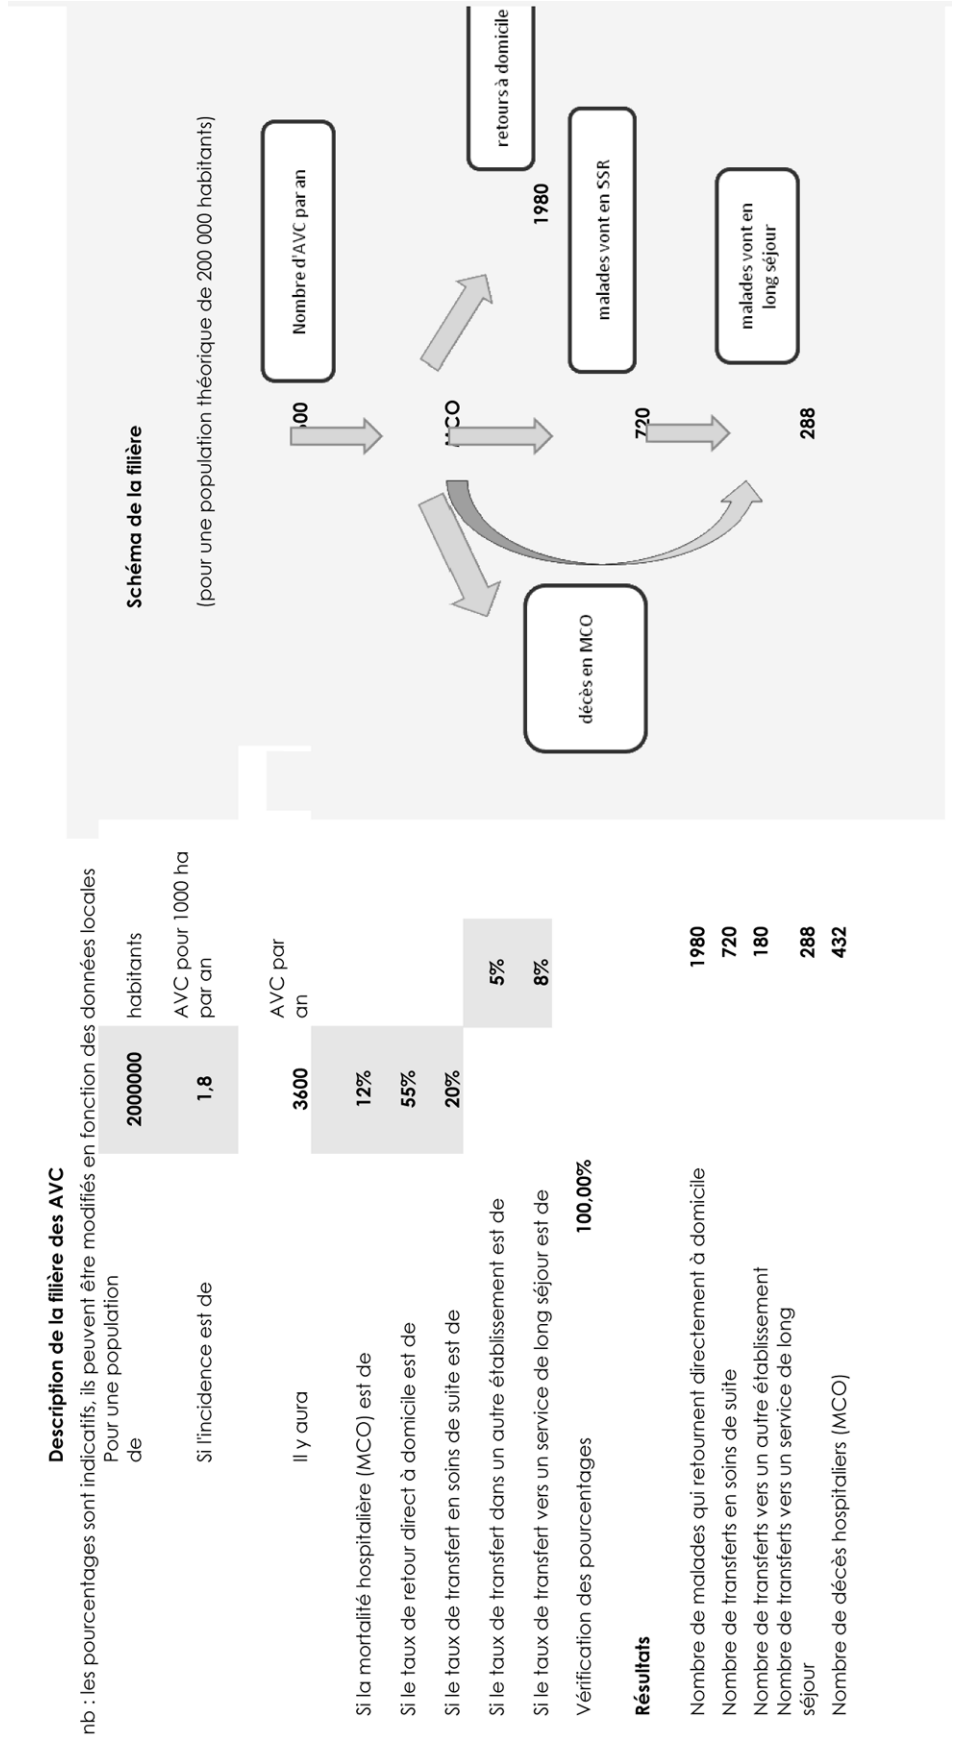 Description de la filière des AVC
nb : les pourcentages sont indicatifs, ils peuvent être modifiés en fonction des données locales
Pour une population
de 2000000 habitants
Si l'incidence est de 1,8 AVC pour 1000 ha
par an
Il y aura 3600 AVC par
an
Si la mortalité hospitalière (MCO) est de 12%
Si le taux de retour direct à domicile est de 55%
Si le taux de transfert en soins de suite est de 20%
Si le taux de transfert dans un autre établissement est de 5%
Si le taux de transfert vers un service de long séjour est de 8%
Vérification des pourcentages 100,00%
Résultats
Nombre de malades qui retournent directement à domicile 1980
Nombre de transferts en soins de suite 720
Nombre de transferts vers un autre établissement 180
Nombre de transferts vers un service de long
séjour 288
Nombre de décès hospitaliers (MCO) 432
Schéma de la filière
(pour une population théorique de 200 000 habitants)
Nombre d'AVC par an
retours à domicile
1980
malades vont en SSR
720
malades vont en
long séjour
288
décès en MCO